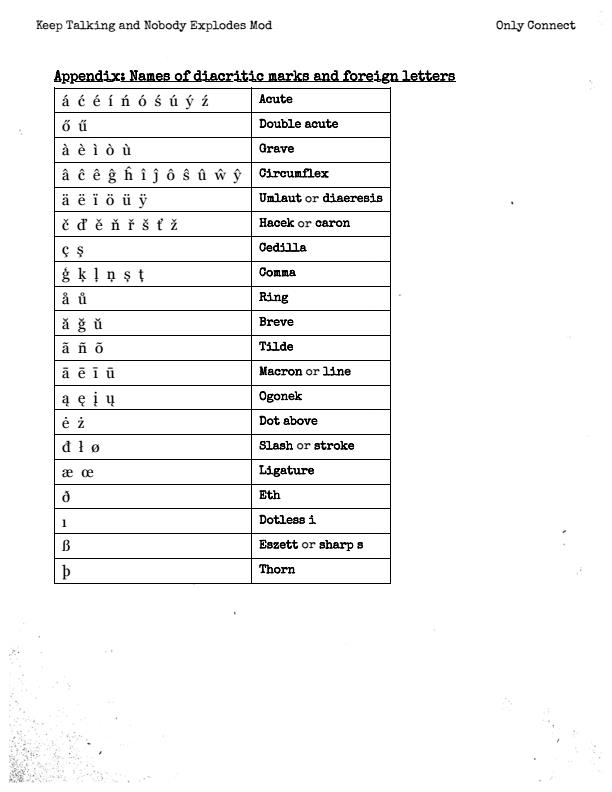 Keep Talking and Nobody Explodes Mod Only Connect
Appendix: Names of diacritic marks and foreign letters
á ć é í ń ó ś ú ý ź Acute
ő ű Double acute
à è ì ò ù Grave
â ĉ ê ĝ ĥ î ĵ ô ŝ û ŵ ŷ Circumflex
ä ë ï ö ü ÿ Umlaut or diaeresis
č ď ě ň ř š ť ž Hacek or caron
ç ş Cedilla
ģ ķ ļ ņ ș ț Comma
å ů Ring
ă ğ ŭ Breve
ã ñ õ Tilde
ā ē ī ū Macron or line
ą ę į ų Ogonek
ė ż Dot above
đ ł ø Slash or stroke
æ œ Ligature
ð Eth
ı Dotless i
ß Eszett or sharp s
þ Thorn